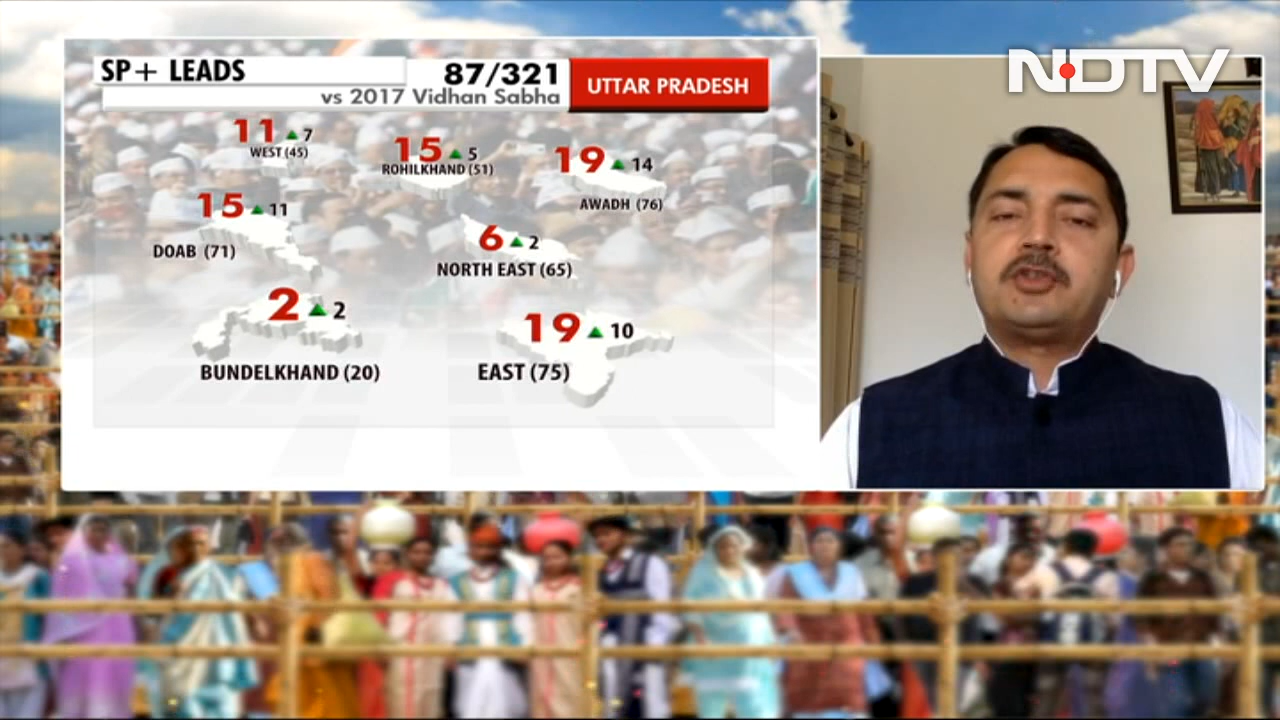 SP+ LEADS
87/321
vs 2017 Vidhan Sabha
UTTAR PRADESH
NDTV
11 ▲ 7
WEST (45)
15 ▲ 5
ROHILKHAND (51)
19 ▲ 14
AWADH (76)
15 ▲ 11
DOAB (71)
6 ▲ 2
NORTH EAST (65)
2 ▲ 2
BUNDELKHAND (20)
19 ▲ 10
EAST (75)